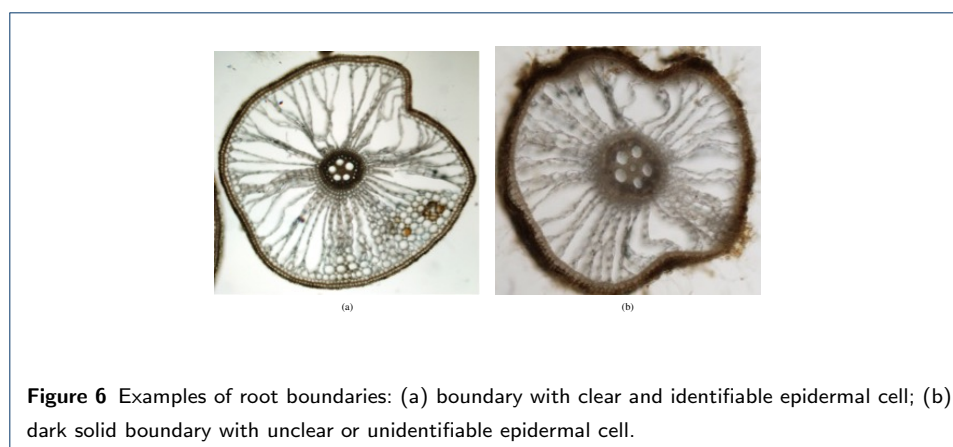 (a)
(b)
Figure 6 Examples of root boundaries: (a) boundary with clear and identifiable epidermal cell; (b)
dark solid boundary with unclear or unidentifiable epidermal cell.